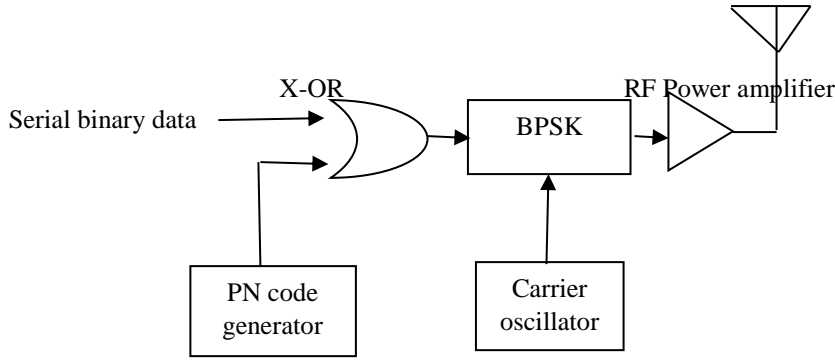 X-OR
RF Power amplifier
Serial binary data
BPSK
PN code
generator
Carrier
oscillator